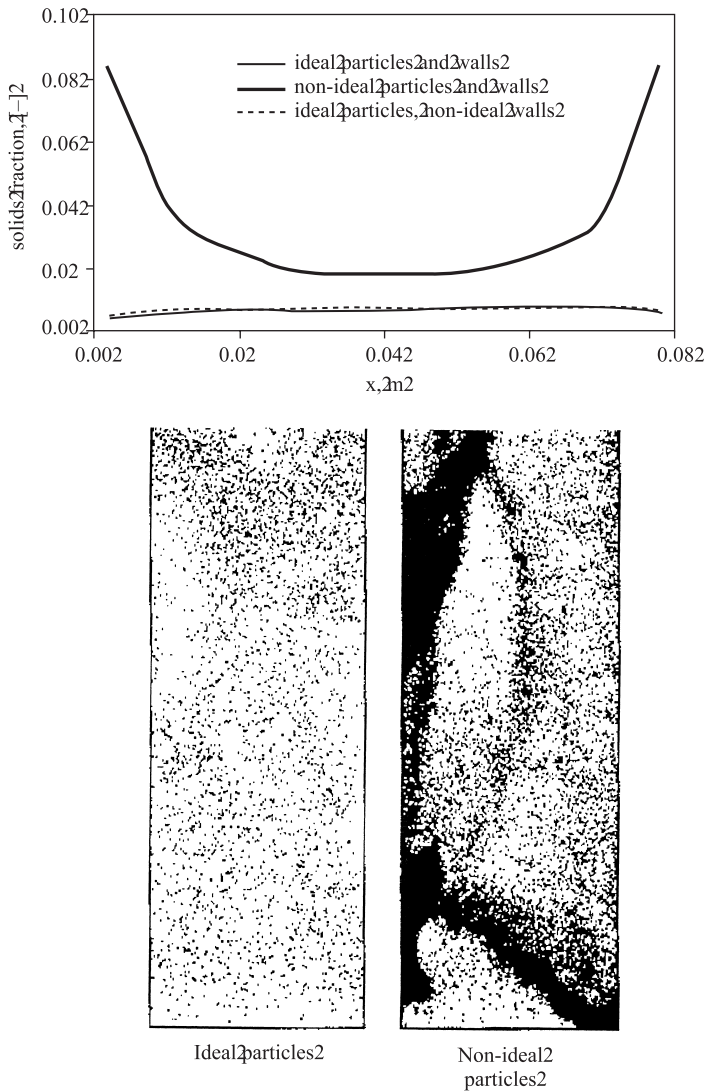 0.102
0.082
0.062
0.042
0.02
0.002
solids2fraction,2[–]2
ideal2particles2and2walls2
non-ideal2particles2and2walls2
ideal2particles,2non-ideal2walls2
0.002 0.02 0.042 0.062 0.082
x,2m2
Ideal2particles2
Non-ideal2
particles2